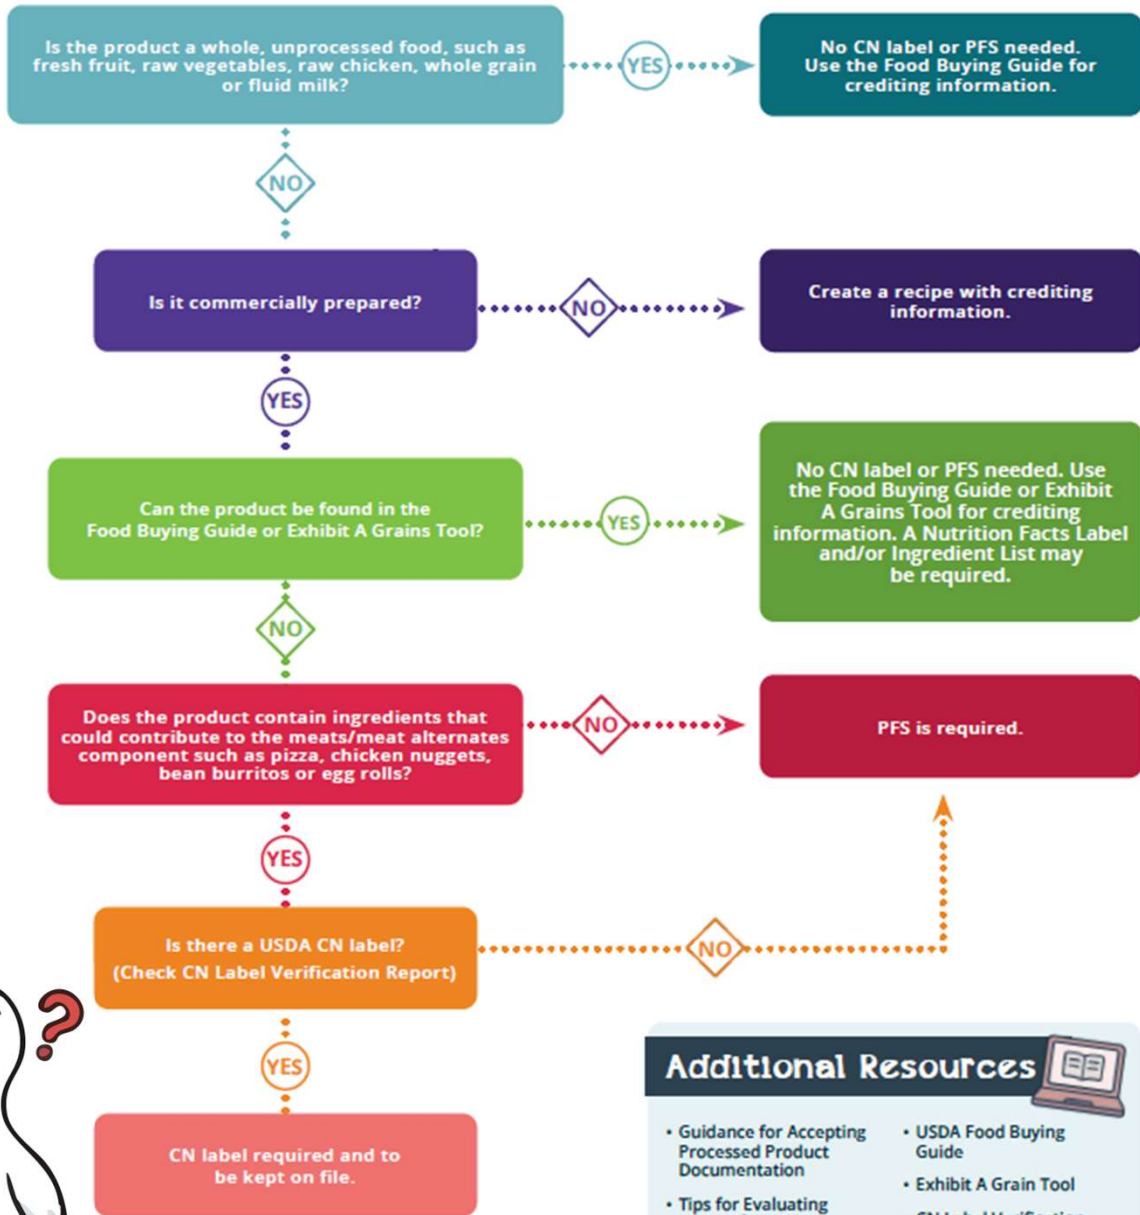 Is the product a whole, unprocessed food, such as
fresh fruit, raw vegetables, raw chicken, whole grain
or fluid milk?
YES
No CN label or PFS needed.
Use the Food Buying Guide for
crediting information.
NO
Is it commercially prepared?
NO
Create a recipe with crediting
information.
YES
Can the product be found in the
Food Buying Guide or Exhibit A Grains Tool?
YES
No CN label or PFS needed. Use
the Food Buying Guide or Exhibit
A Grains Tool for crediting
information. A Nutrition Facts Label
and/or Ingredient List may
be required.
NO
Does the product contain ingredients that
could contribute to the meats/meat alternates
component such as pizza, chicken nuggets,
bean burritos or egg rolls?
NO
PFS is required.
YES
Is there a USDA CN label?
(Check CN Label Verification Report)
NO
?
YES
CN label required and to
be kept on file.
Additional Resources
• Guidance for Accepting
Processed Product
Documentation
• Tips for Evaluating
• USDA Food Buying
Guide
• Exhibit A Grain Tool
• CN Label Verification